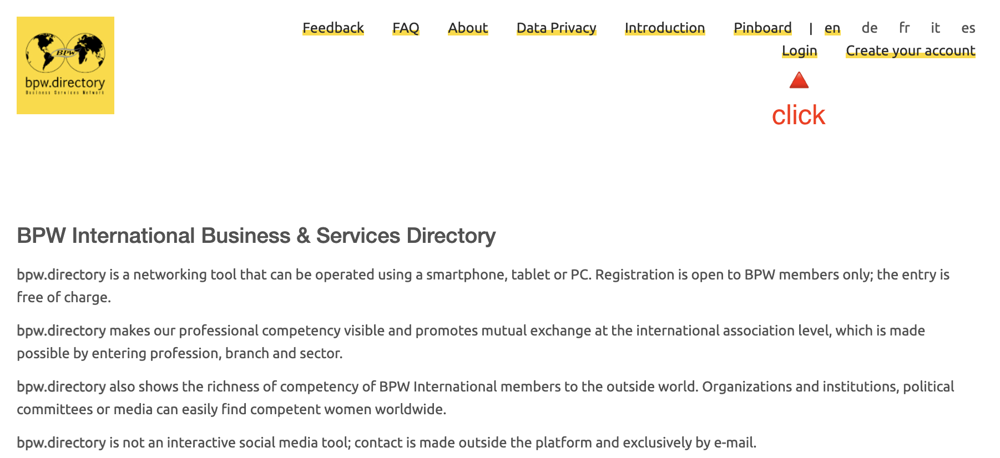 BPW
bpw.directory
Business Services Network
Feedback FAQ About Data Privacy Introduction Pinboard | en de fr it es
Login Create your account
click
BPW International Business & Services Directory
bpw.directory is a networking tool that can be operated using a smartphone, tablet or PC. Registration is open to BPW members only; the entry is
free of charge.
bpw.directory makes our professional competency visible and promotes mutual exchange at the international association level, which is made
possible by entering profession, branch and sector.
bpw.directory also shows the richness of competency of BPW International members to the outside world. Organizations and institutions, political
committees or media can easily find competent women worldwide.
bpw.directory is not an interactive social media tool; contact is made outside the platform and exclusively by e-mail.